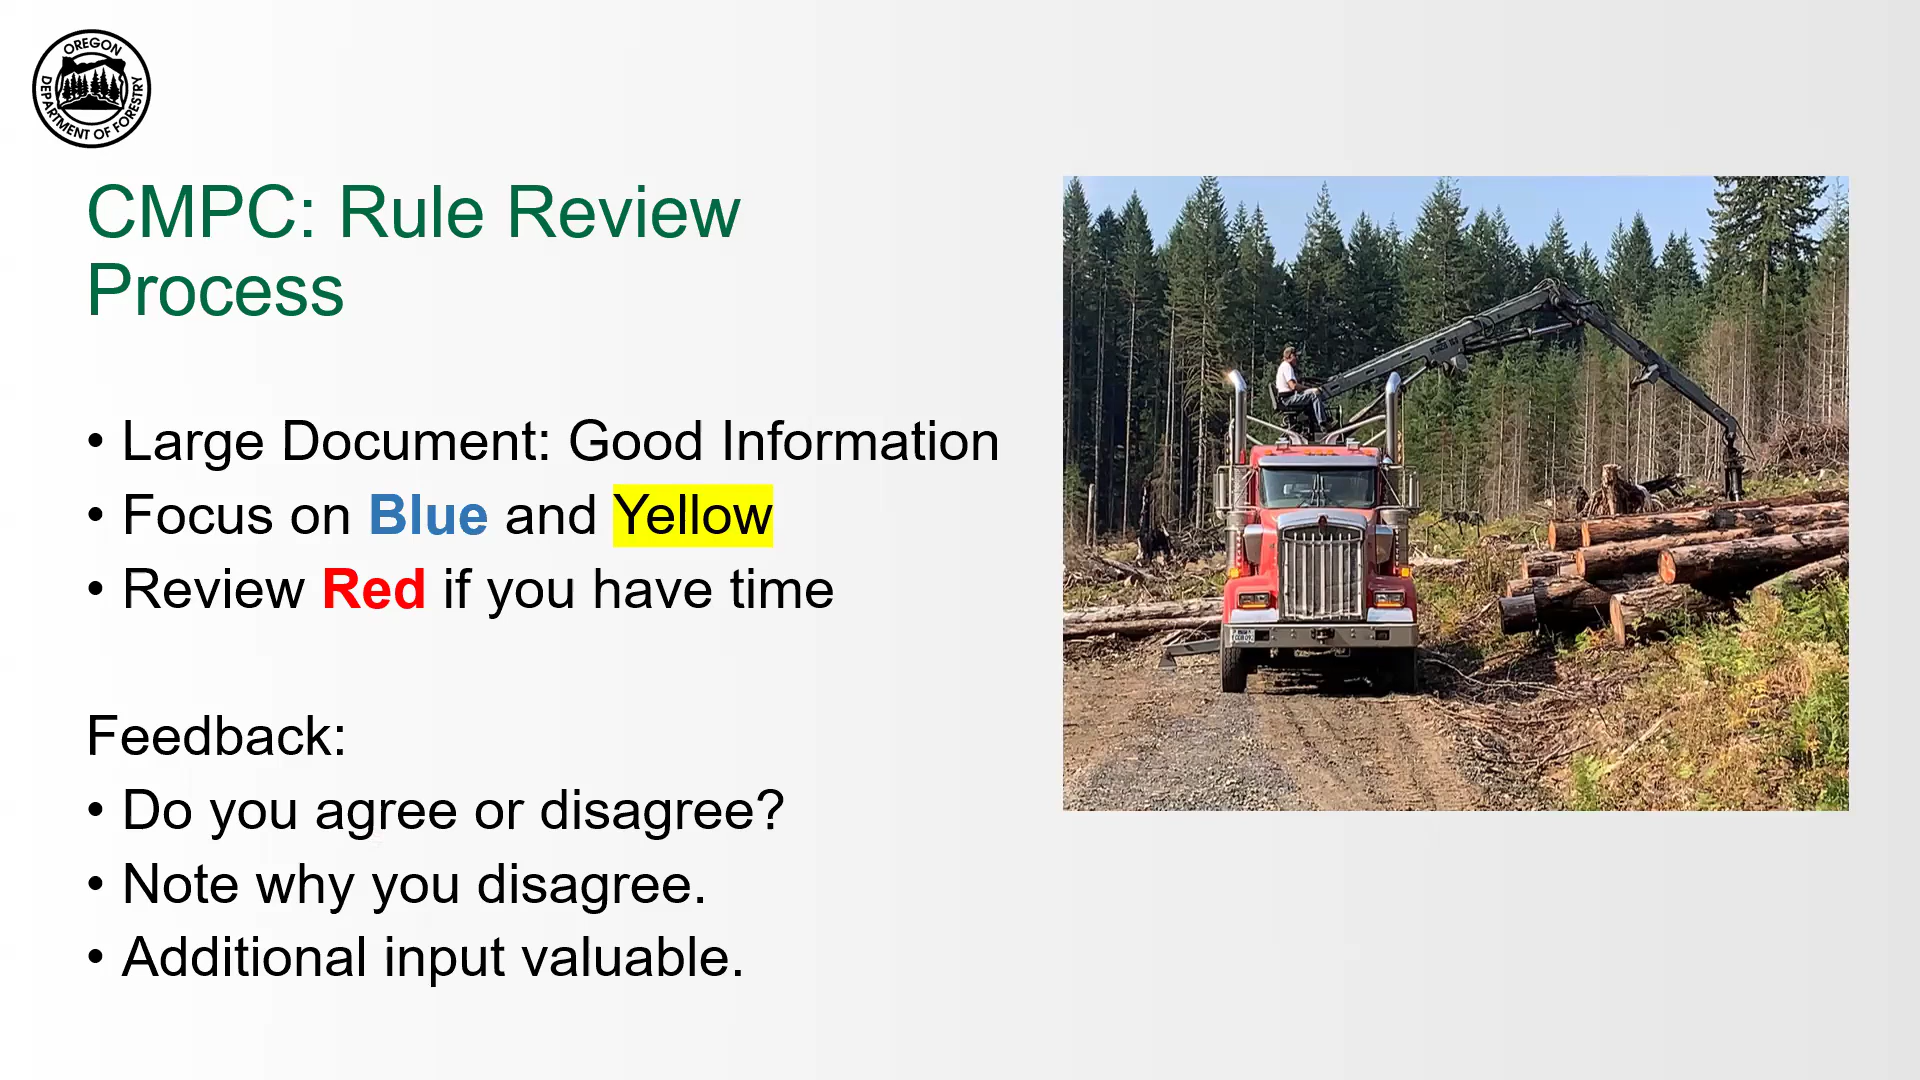 OREGON
DEPARTMENT OF FORESTRY
CMPC: Rule Review
Process
• Large Document: Good Information
• Focus on Blue and Yellow
• Review Red if you have time
Feedback:
• Do you agree or disagree?
• Note why you disagree.
• Additional input valuable.